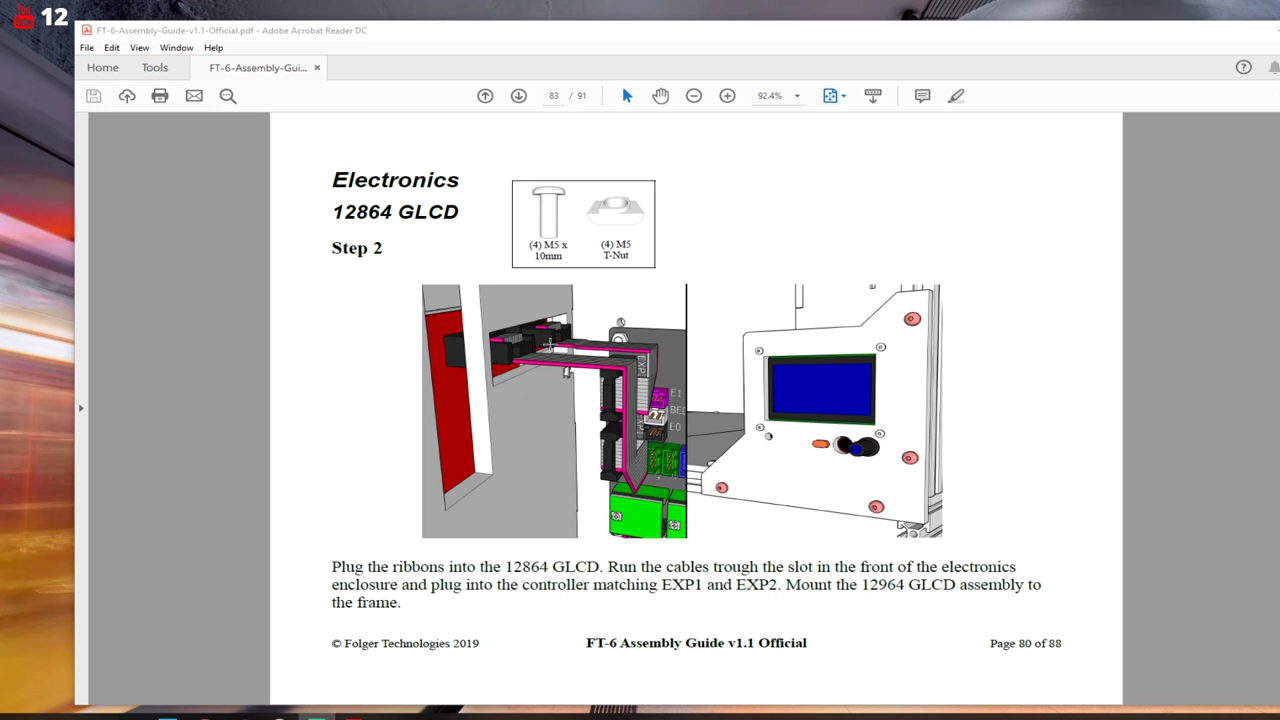 12
FT-6-Assembly-Guide-v1.1-Official.pdf - Adobe Acrobat Reader DC
File Edit View Window Help
Home Tools FT-6-Assembly-Gui... ×
83 / 91 92.4%
Electronics
12864 GLCD
Step 2
(4) M5 x
10mm
(4) M5
T-Nut
E1
E0
Plug the ribbons into the 12864 GLCD. Run the cables trough the slot in the front of the electronics
enclosure and plug into the controller matching EXP1 and EXP2. Mount the 12964 GLCD assembly to
the frame.
© Folger Technologies 2019 FT-6 Assembly Guide v1.1 Official Page 80 of 88